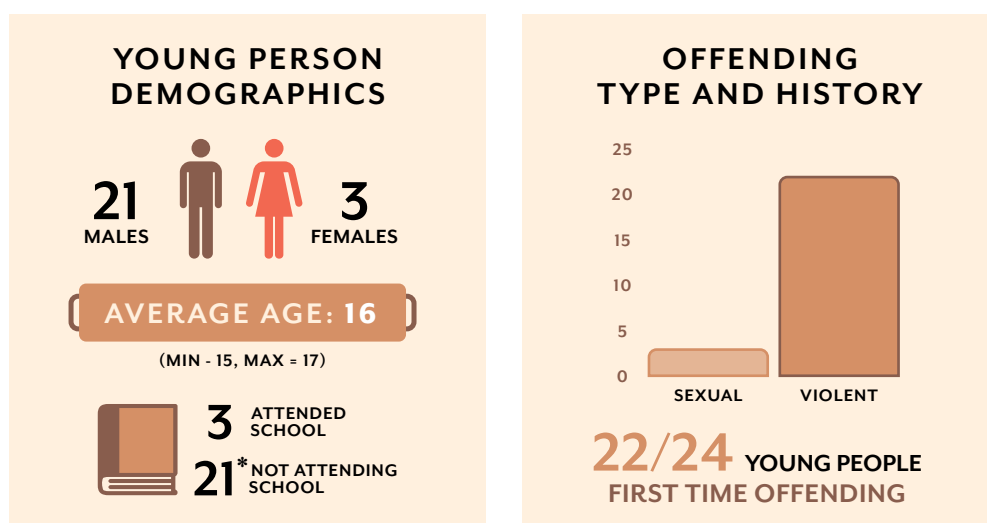 YOUNG PERSON
DEMOGRAPHICS
21
MALES
3
FEMALES
AVERAGE AGE: 16
(MIN - 15, MAX = 17)
3 ATTENDED
SCHOOL
21* NOT ATTENDING
SCHOOL
OFFENDING
TYPE AND HISTORY
25
20
15
10
5
0
SEXUAL
VIOLENT
22/24 YOUNG PEOPLE
FIRST TIME OFFENDING